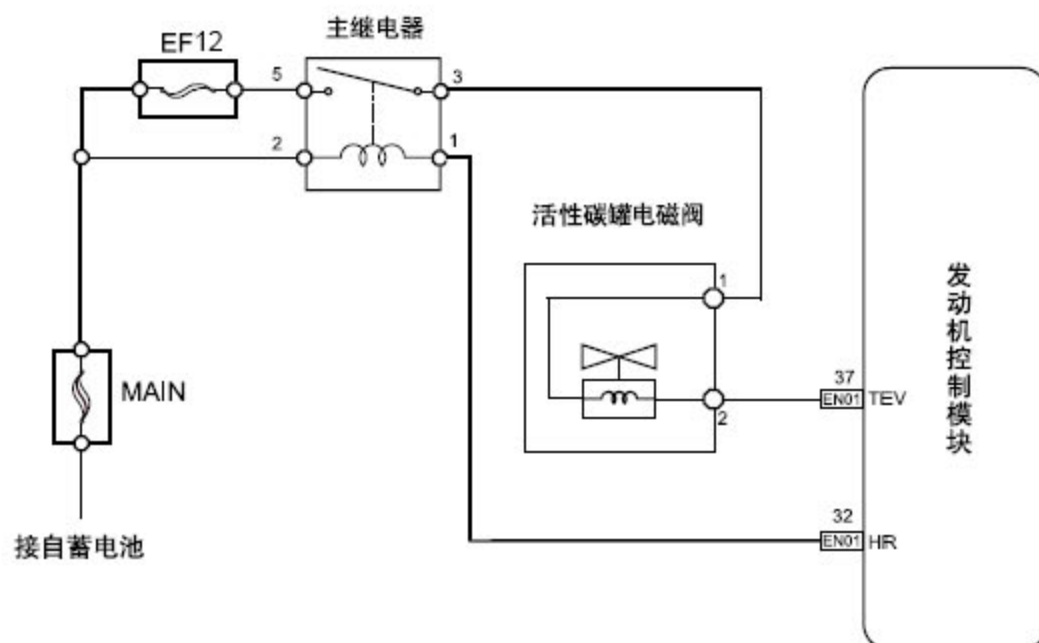 主继电器
EF12
5
3
2
1
活性碳罐电磁阀
1
2
发动机控制模块
MAIN
37
EN01
TEV
32
EN01
HR
接自蓄电池